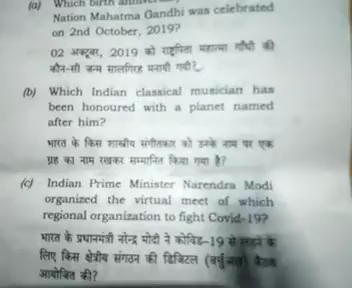 (a) Which birth
Nation Mahatma Gandhi was celebrated
on 2nd October, 2019?
02 अक्टूबर, 2019 को राष्ट्रपिता महात्मा गाँधी की
कौन-सी जन्म सालगिरह मनायी गयी?
(b) Which Indian classical musician has
been honoured with a planet named
after him?
भारत के किस शास्त्रीय संगीतकार को उनके नाम पर एक
ग्रह का नाम रखकर सम्मानित किया गया है?
(c) Indian Prime Minister Narendra Modi
organized the virtual meet of which
regional organization to fight Covid-19?
भारत के प्रधानमंत्री नरेन्द्र मोदी ने कोविड-19 से लड़ने के
लिए किस क्षेत्रीय संगठन की डिजिटल बैठक
आयोजित की?